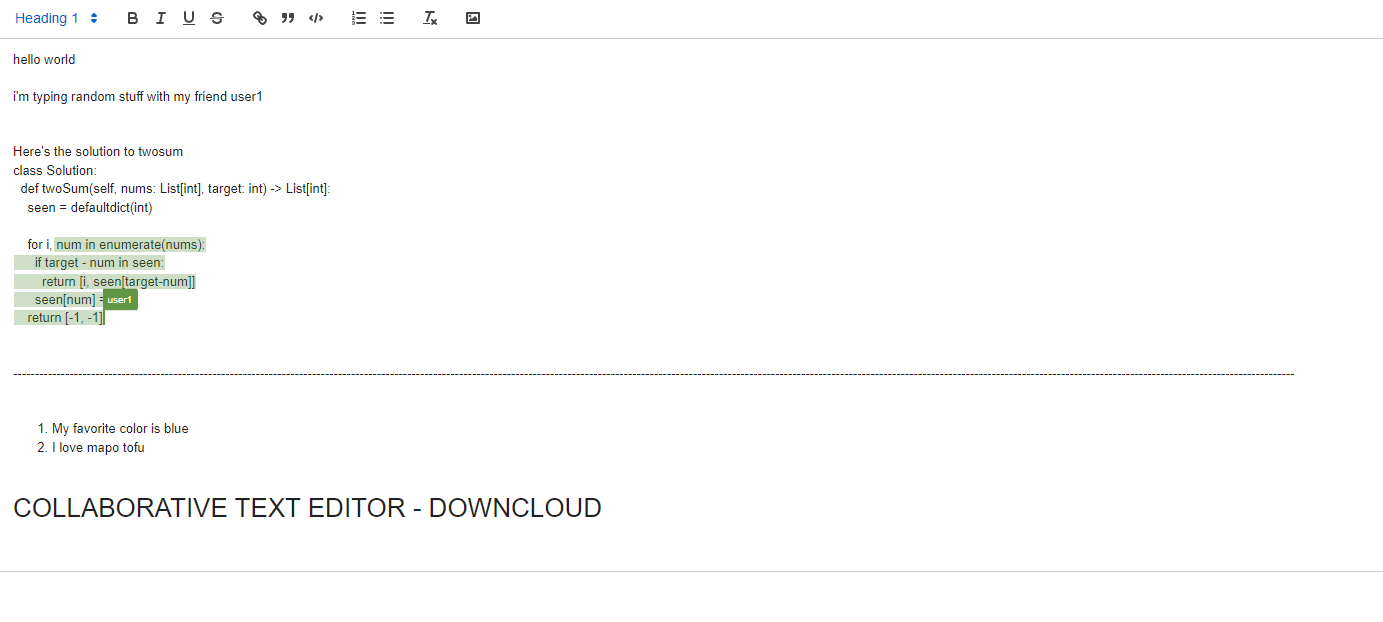 Heading 1
hello world
i'm typing random stuff with my friend user1
Here's the solution to twosum
class Solution:
def twoSum(self, nums: List[int], target: int) -> List[int]:
seen = defaultdict(int)
for i, num in enumerate(nums):
if target - num in seen:
return [i, seen[target-num]]
seen[num] =
user1
return [-1, -1]
1. My favorite color is blue
2. I love mapo tofu
COLLABORATIVE TEXT EDITOR - DOWNCLOUD